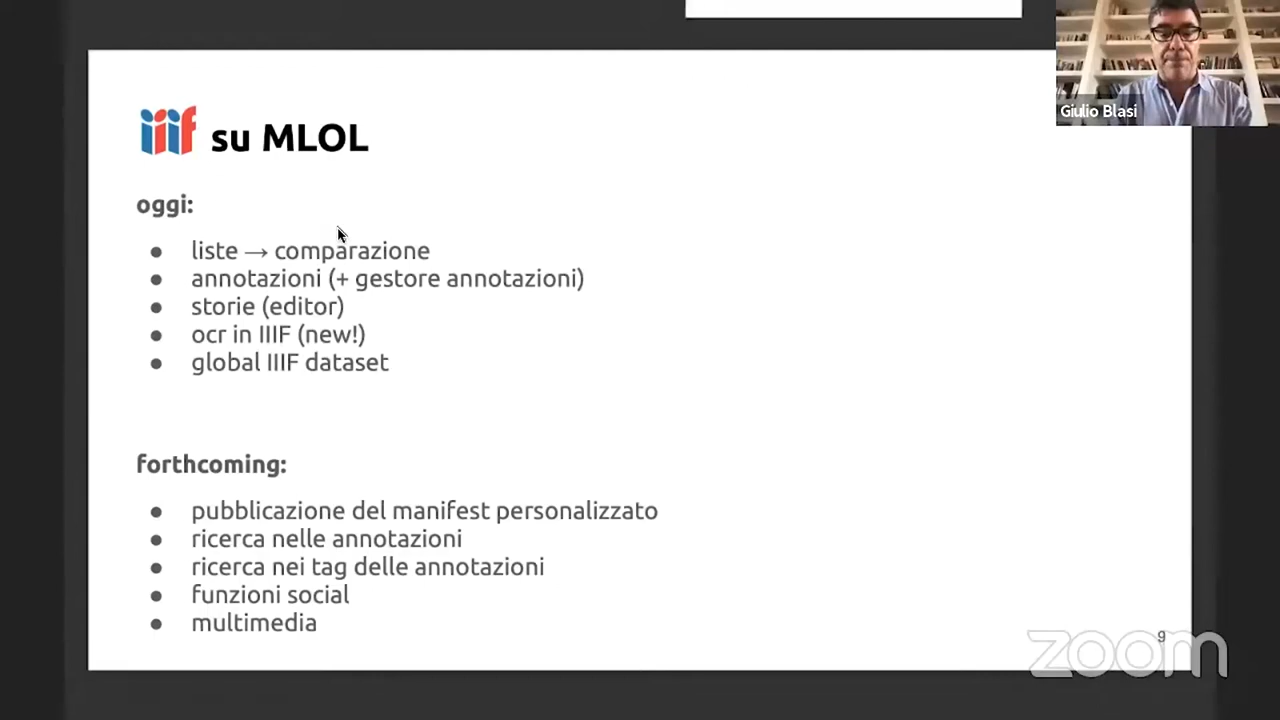 Giulio Blasi
iiif su MLOL
oggi:
● liste → comparazione
● annotazioni (+ gestore annotazioni)
● storie (editor)
● ocr in IIIF (new!)
● global IIIF dataset
forthcoming:
● pubblicazione del manifest personalizzato
● ricerca nelle annotazioni
● ricerca nei tag delle annotazioni
● funzioni social
● multimedia
9
zoom